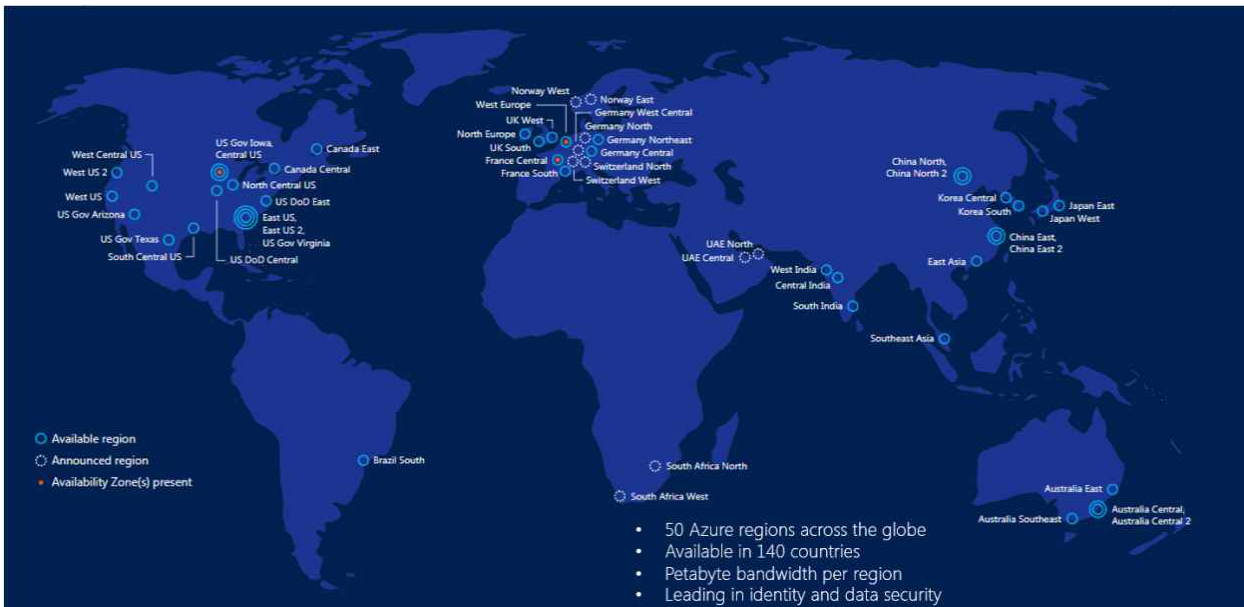 Norway West
Norway East
West Europe
Germany West Central
UK West
Germany North
North Europe
Germany Northeast
UK South
Germany Central
France Central
Switzerland North
France South
Switzerland West
US Gov Iowa,
Central US
Canada East
West Central US
Canada Central
West US 2
North Central US
West US
US DoD East
US Gov Arizona
East US,
East US 2,
US Gov Virginia
US Gov Texas
South Central US
US DoD Central
China North,
China North 2
Korea Central
Korea South
Japan East
Japan West
China East,
China East 2
East Asia
UAE North
UAE Central
West India
Central India
South India
Southeast Asia
Available region
Announced region
Availability Zone(s) present
Brazil South
South Africa North
South Africa West
Australia East
Australia Central,
Australia Central 2
Australia Southeast
• 50 Azure regions across the globe
• Available in 140 countries
• Petabyte bandwidth per region
• Leading in identity and data security